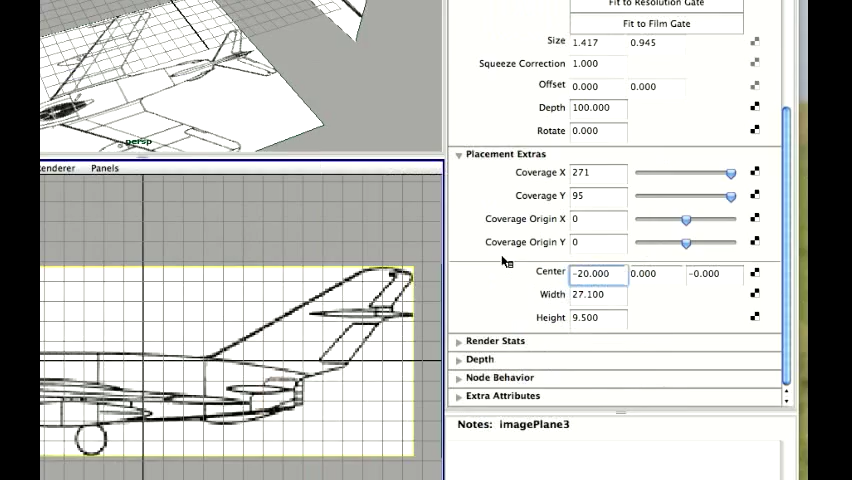 Fit to Resolution Gate
Fit to Film Gate
Size 1.417 0.945
Squeeze Correction 1.000
Offset 0.000 0.000
Depth 100.000
Rotate 0.000
persp
Placement Extras
enderer Panels
Coverage X 271
Coverage Y 95
Coverage Origin X 0
Coverage Origin Y 0
Center -20.000 0.000 -0.000
Width 27.100
Height 9.500
Render Stats
Depth
Node Behavior
Extra Attributes
Notes: imagePlane3